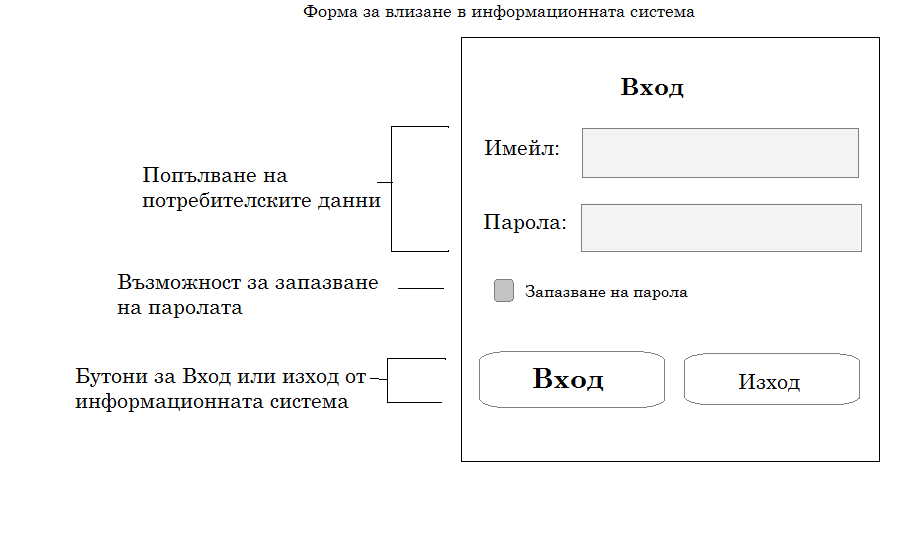 Форма за влизане в информационната система
Вход
Имейл:
Попълване на
потребителските данни
Парола:
Възможност за запазване
на паролата
Запазване на парола
Бутони за Вход или изход от
информационната система
Вход
Изход